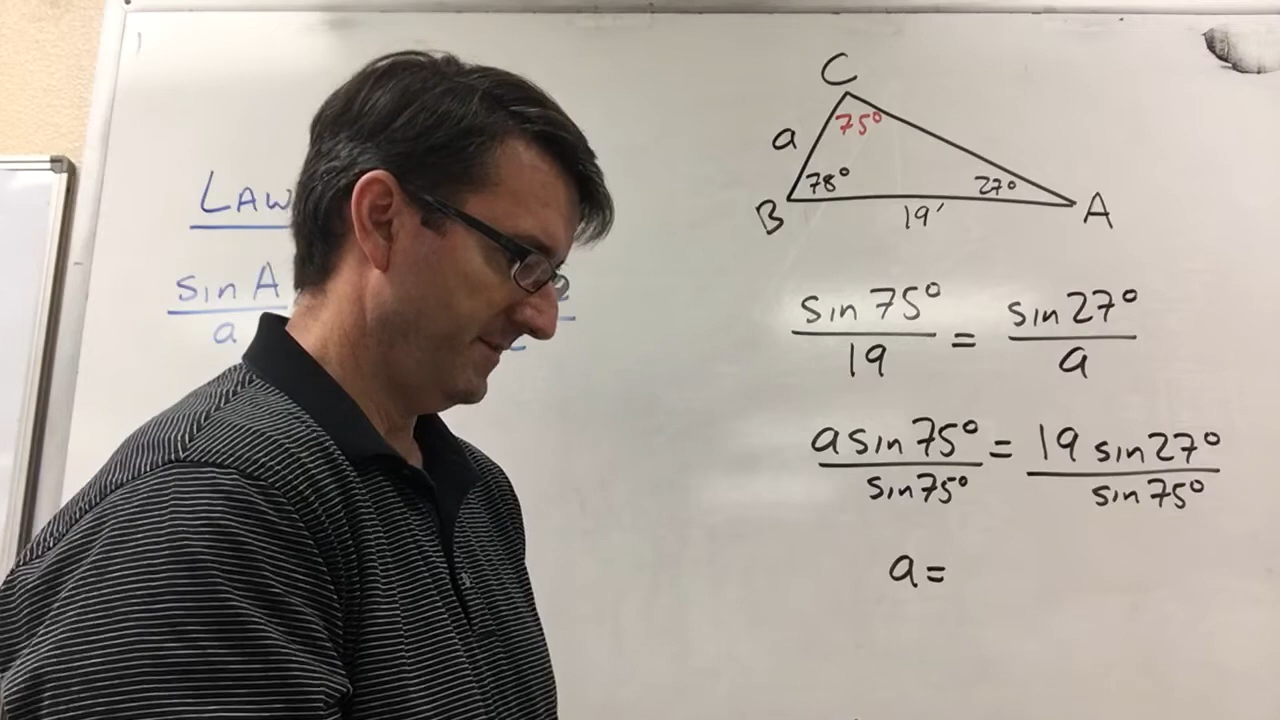 LAW
sin A
a
C
75°
a
78°
27°
B
19'
A
sin 75° = sin 27°
19 a
a sin 75° = 19 sin 27°
sin 75° sin 75°
a =